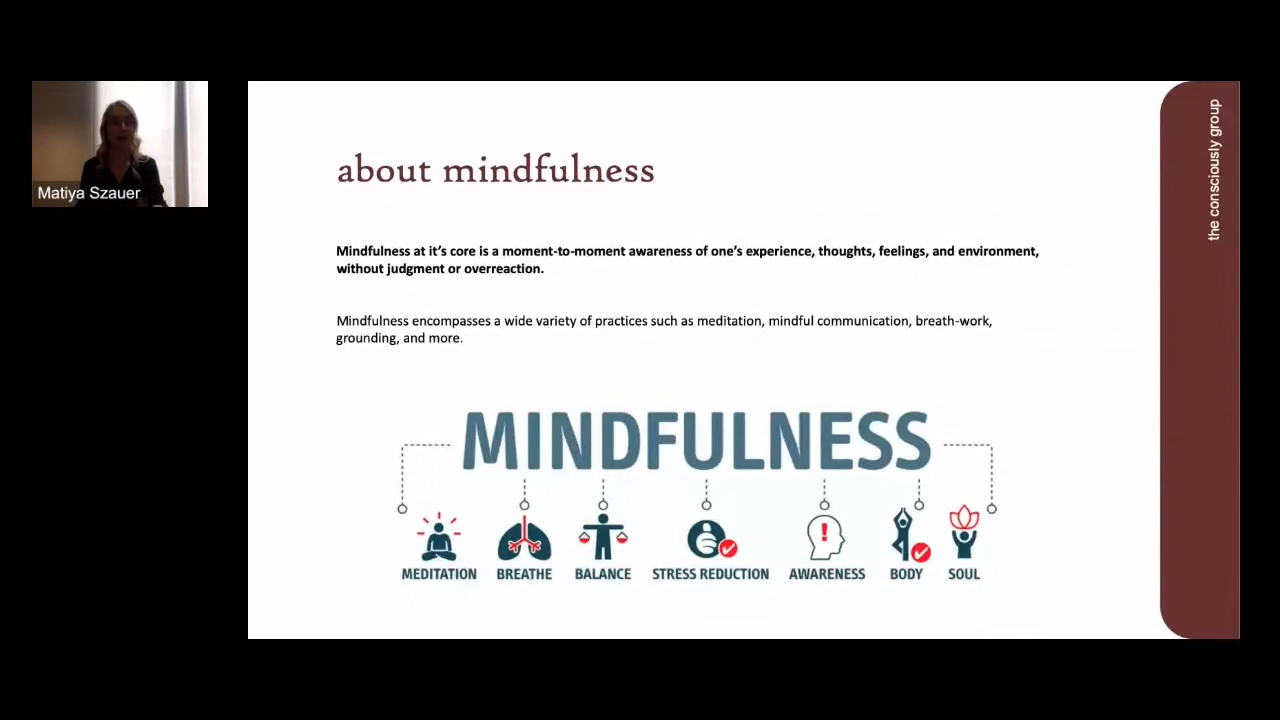 Matiya Szauer
the consciously group
about mindfulness
Mindfulness at it’s core is a moment-to-moment awareness of one’s experience, thoughts, feelings, and environment,
without judgment or overreaction.
Mindfulness encompasses a wide variety of practices such as meditation, mindful communication, breath-work,
grounding, and more.
MINDFULNESS
MEDITATION BREATHE BALANCE STRESS REDUCTION AWARENESS BODY SOUL